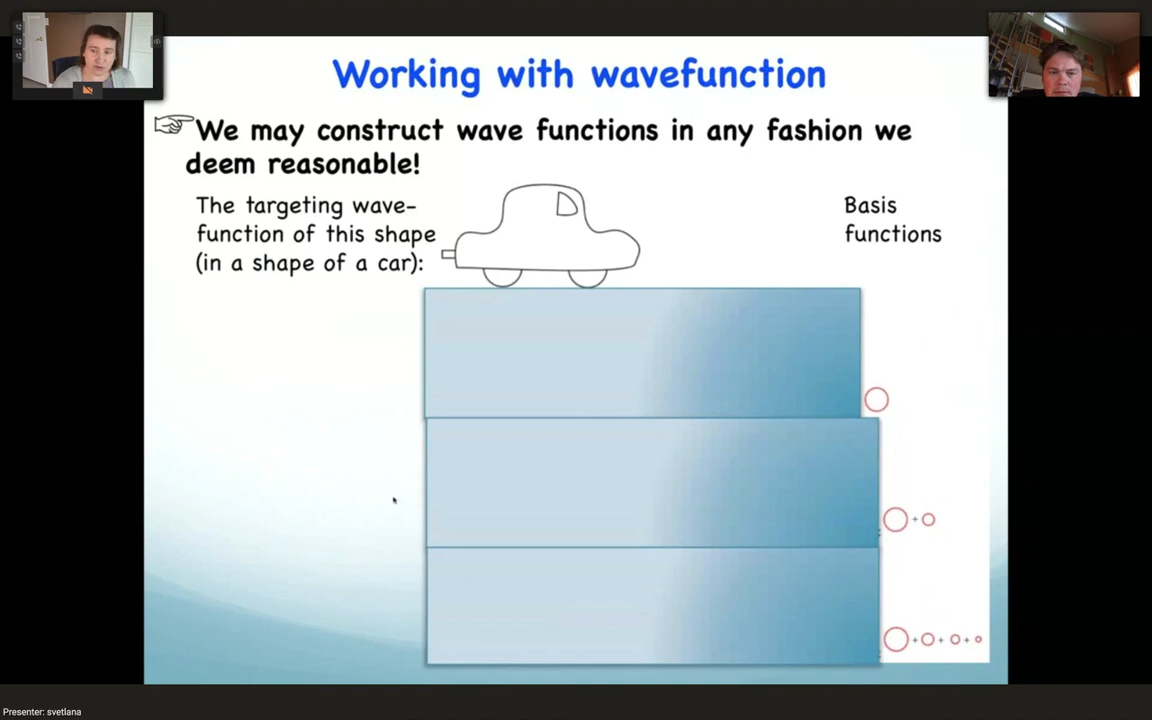 Working with wavefunction
We may construct wave functions in any fashion we
deem reasonable!
The targeting wave-
function of this shape
(in a shape of a car):
Basis
functions
+
+ + +
Presenter: svetlana